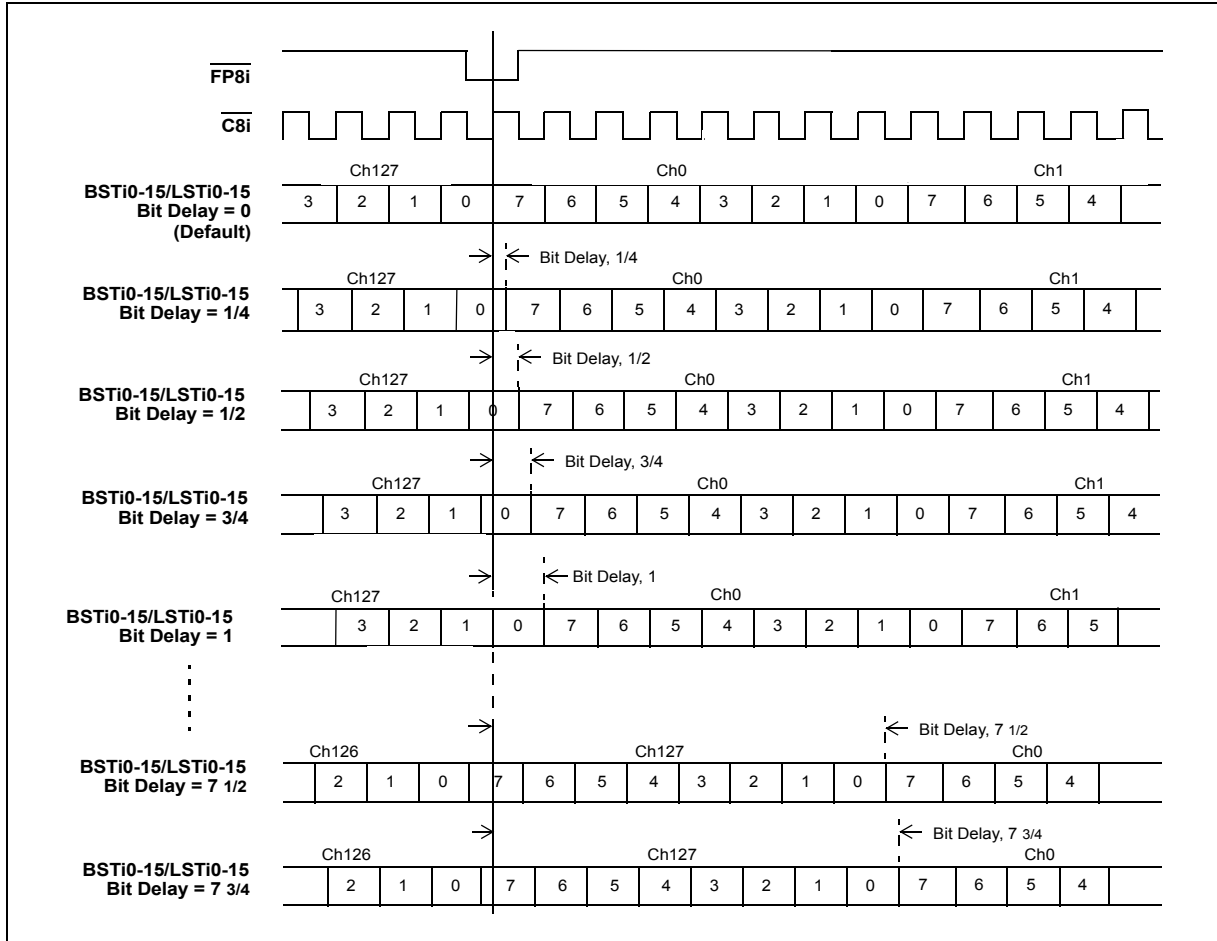 FP8i
C8i
Ch127 Ch0 Ch1
BSTi0-15/LSTi0-15
Bit Delay = 0
(Default)
3 2 1 0 7 6 5 4 3 2 1 0 7 6 5 4
Bit Delay, 1/4
Ch127 Ch0 Ch1
BSTi0-15/LSTi0-15
Bit Delay = 1/4
3 2 1 0 7 6 5 4 3 2 1 0 7 6 5 4
Bit Delay, 1/2
Ch127 Ch0 Ch1
BSTi0-15/LSTi0-15
Bit Delay = 1/2
3 2 1 0 7 6 5 4 3 2 1 0 7 6 5 4
Bit Delay, 3/4
Ch127 Ch0 Ch1
BSTi0-15/LSTi0-15
Bit Delay = 3/4
3 2 1 0 7 6 5 4 3 2 1 0 7 6 5 4
Bit Delay, 1
Ch127 Ch0 Ch1
BSTi0-15/LSTi0-15
Bit Delay = 1
3 2 1 0 7 6 5 4 3 2 1 0 7 6 5
Bit Delay, 7 1/2
Ch126 Ch127 Ch0
BSTi0-15/LSTi0-15
Bit Delay = 7 1/2
2 1 0 7 6 5 4 3 2 1 0 7 6 5 4
Bit Delay, 7 3/4
Ch126 Ch127 Ch0
BSTi0-15/LSTi0-15
Bit Delay = 7 3/4
2 1 0 7 6 5 4 3 2 1 0 7 6 5 4